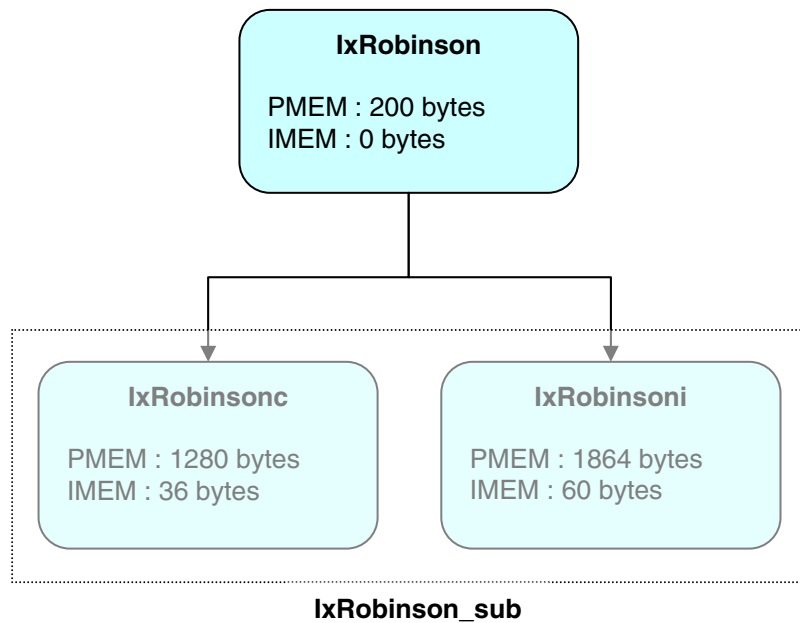 IxRobinson
PMEM : 200 bytes
IMEM : 0 bytes
IxRobinsonc
PMEM : 1280 bytes
IMEM : 36 bytes
IxRobinsoni
PMEM : 1864 bytes
IMEM : 60 bytes
IxRobinson_sub